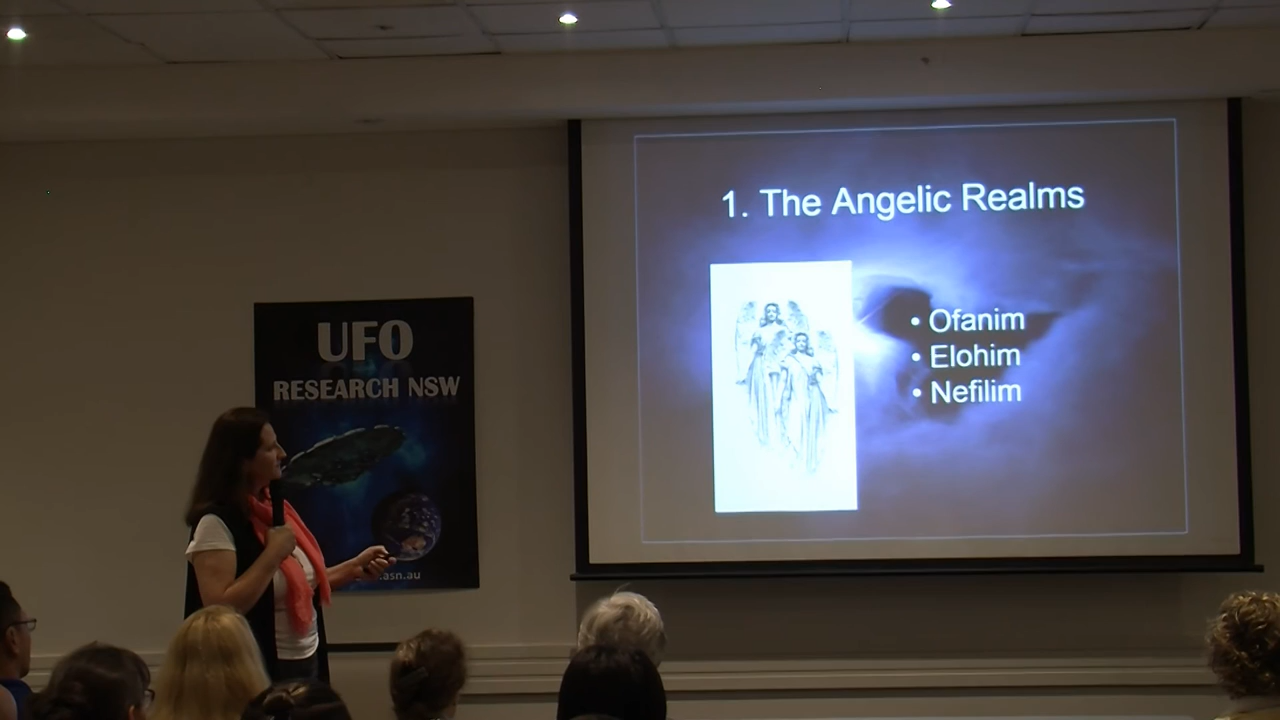 UFO
RESEARCH NSW
.asn.au
1. The Angelic Realms
• Ofanim
• Elohim
• Nefilim